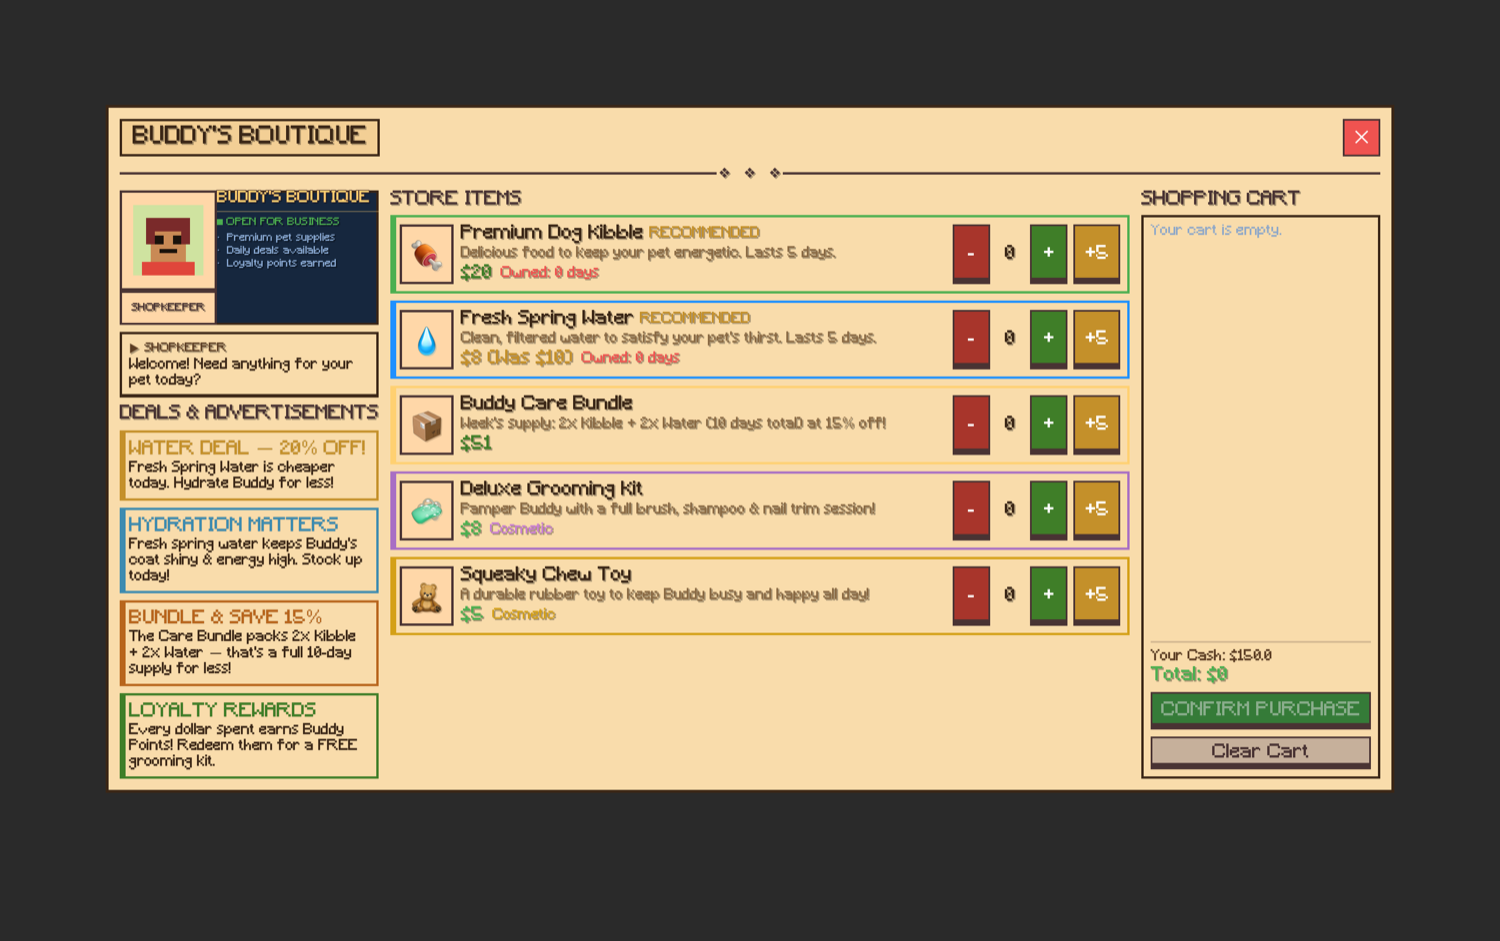 BUDDY'S BOUTIQUE
BUDDY'S BOUTIQUE
OPEN FOR BUSINESS
Premium pet supplies
Daily deals available
Loyalty points earned
SHOPKEEPER
▶ SHOPKEEPER
Welcome! Need anything for your
pet today?
DEALS & ADVERTISEMENTS
WATER DEAL — 20% OFF!
Fresh Spring Water is cheaper
today. Hydrate Buddy for less!
HYDRATION MATTERS
Fresh spring water keeps Buddy's
coat shiny & energy high. Stock up
today!
BUNDLE & SAVE 15%
The Care Bundle packs 2x Kibble
+ 2x Water — that's a full 10-day
supply for less!
LOYALTY REWARDS
Every dollar spent earns Buddy
Points! Redeem them for a FREE
grooming kit.
STORE ITEMS
Premium Dog Kibble RECOMMENDED
Delicious food to keep your pet energetic. Lasts 5 days.
$20 Owned: 0 days
- 0 + +5
Fresh Spring Water RECOMMENDED
Clean, filtered water to satisfy your pet's thirst. Lasts 5 days.
$8 (Was $10) Owned: 0 days
- 0 + +5
Buddy Care Bundle
Week's supply: 2x Kibble + 2x Water (10 days total) at 15% off!
$51
- 0 + +5
Deluxe Grooming Kit
Pamper Buddy with a full brush, shampoo & nail trim session!
$8 Cosmetic
- 0 + +5
Squeaky Chew Toy
A durable rubber toy to keep Buddy busy and happy all day!
$5 Cosmetic
- 0 + +5
SHOPPING CART
Your cart is empty.
Your Cash: $150.0
Total: $0
CONFIRM PURCHASE
Clear Cart